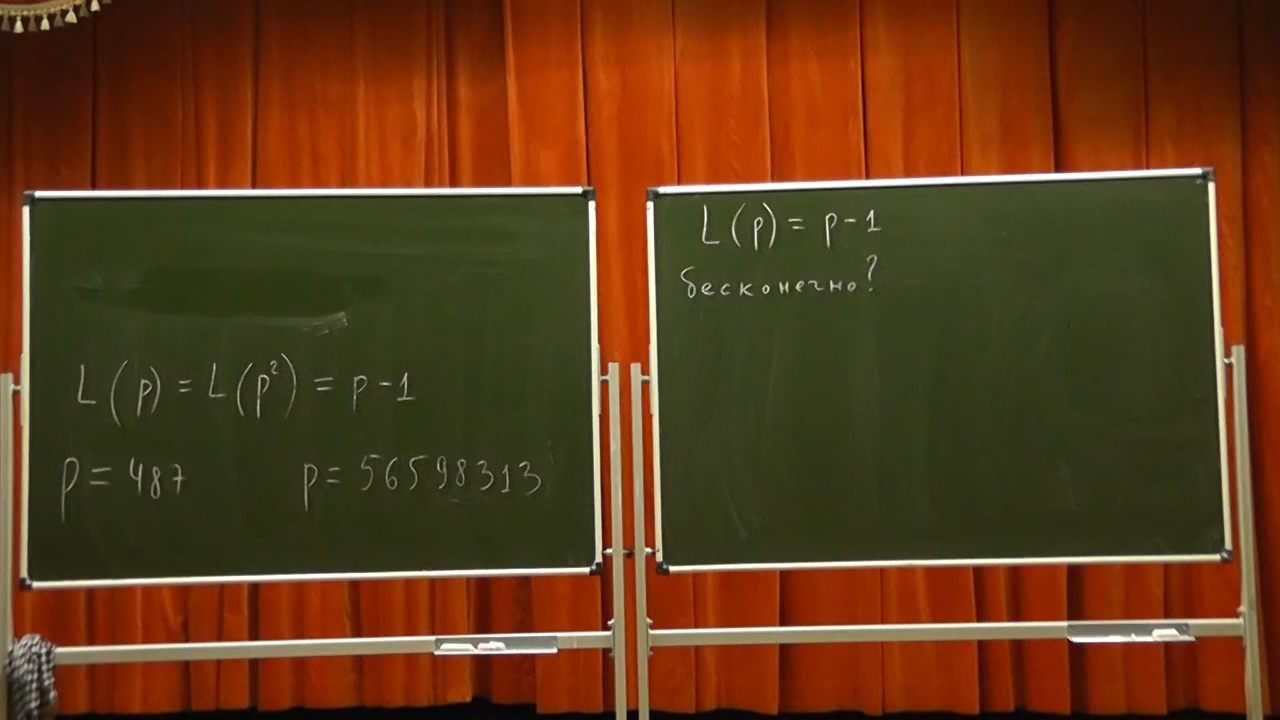 L(p) = L(p²) = p - 1
p = 487 p = 56598313
L(p) = p - 1
бесконечно?